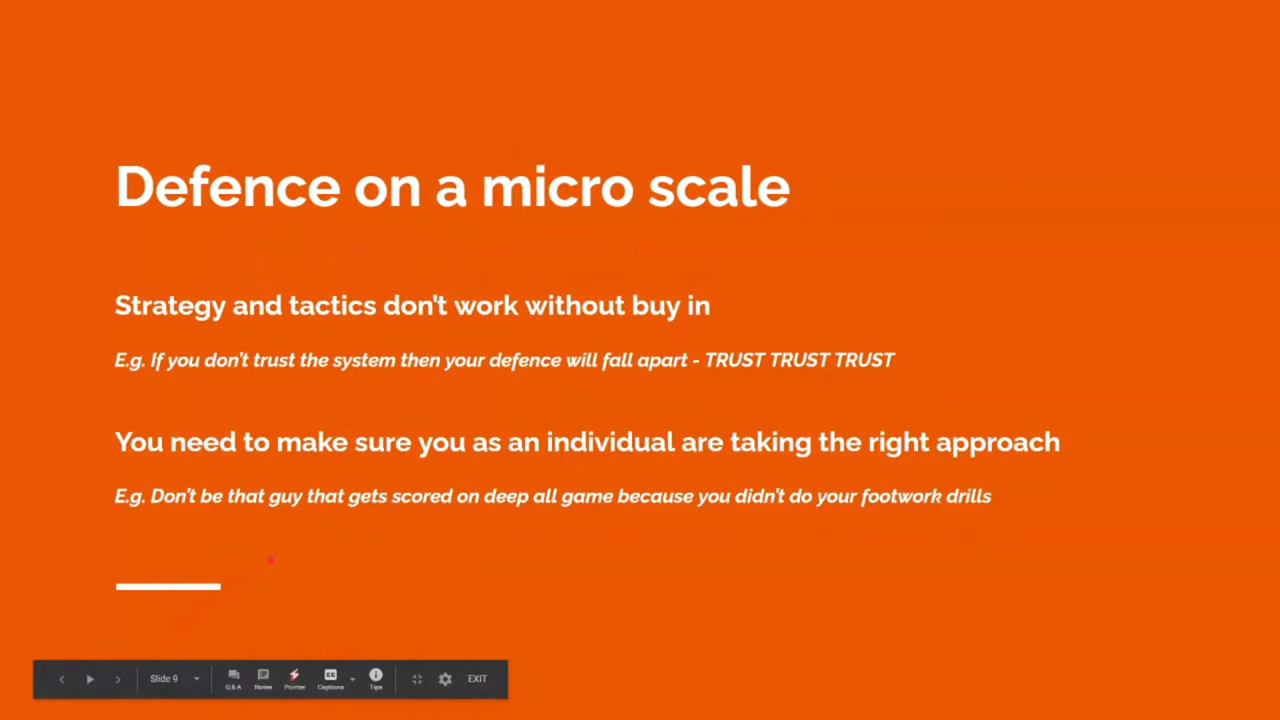 Defence on a micro scale
Strategy and tactics don't work without buy in
E.g. If you don't trust the system then your defence will fall apart - TRUST TRUST TRUST
You need to make sure you as an individual are taking the right approach
E.g. Don't be that guy that gets scored on deep all game because you didn't do your footwork drills
Slide 9
Q & A Notes Pointer Captions Tips
CC
EXIT